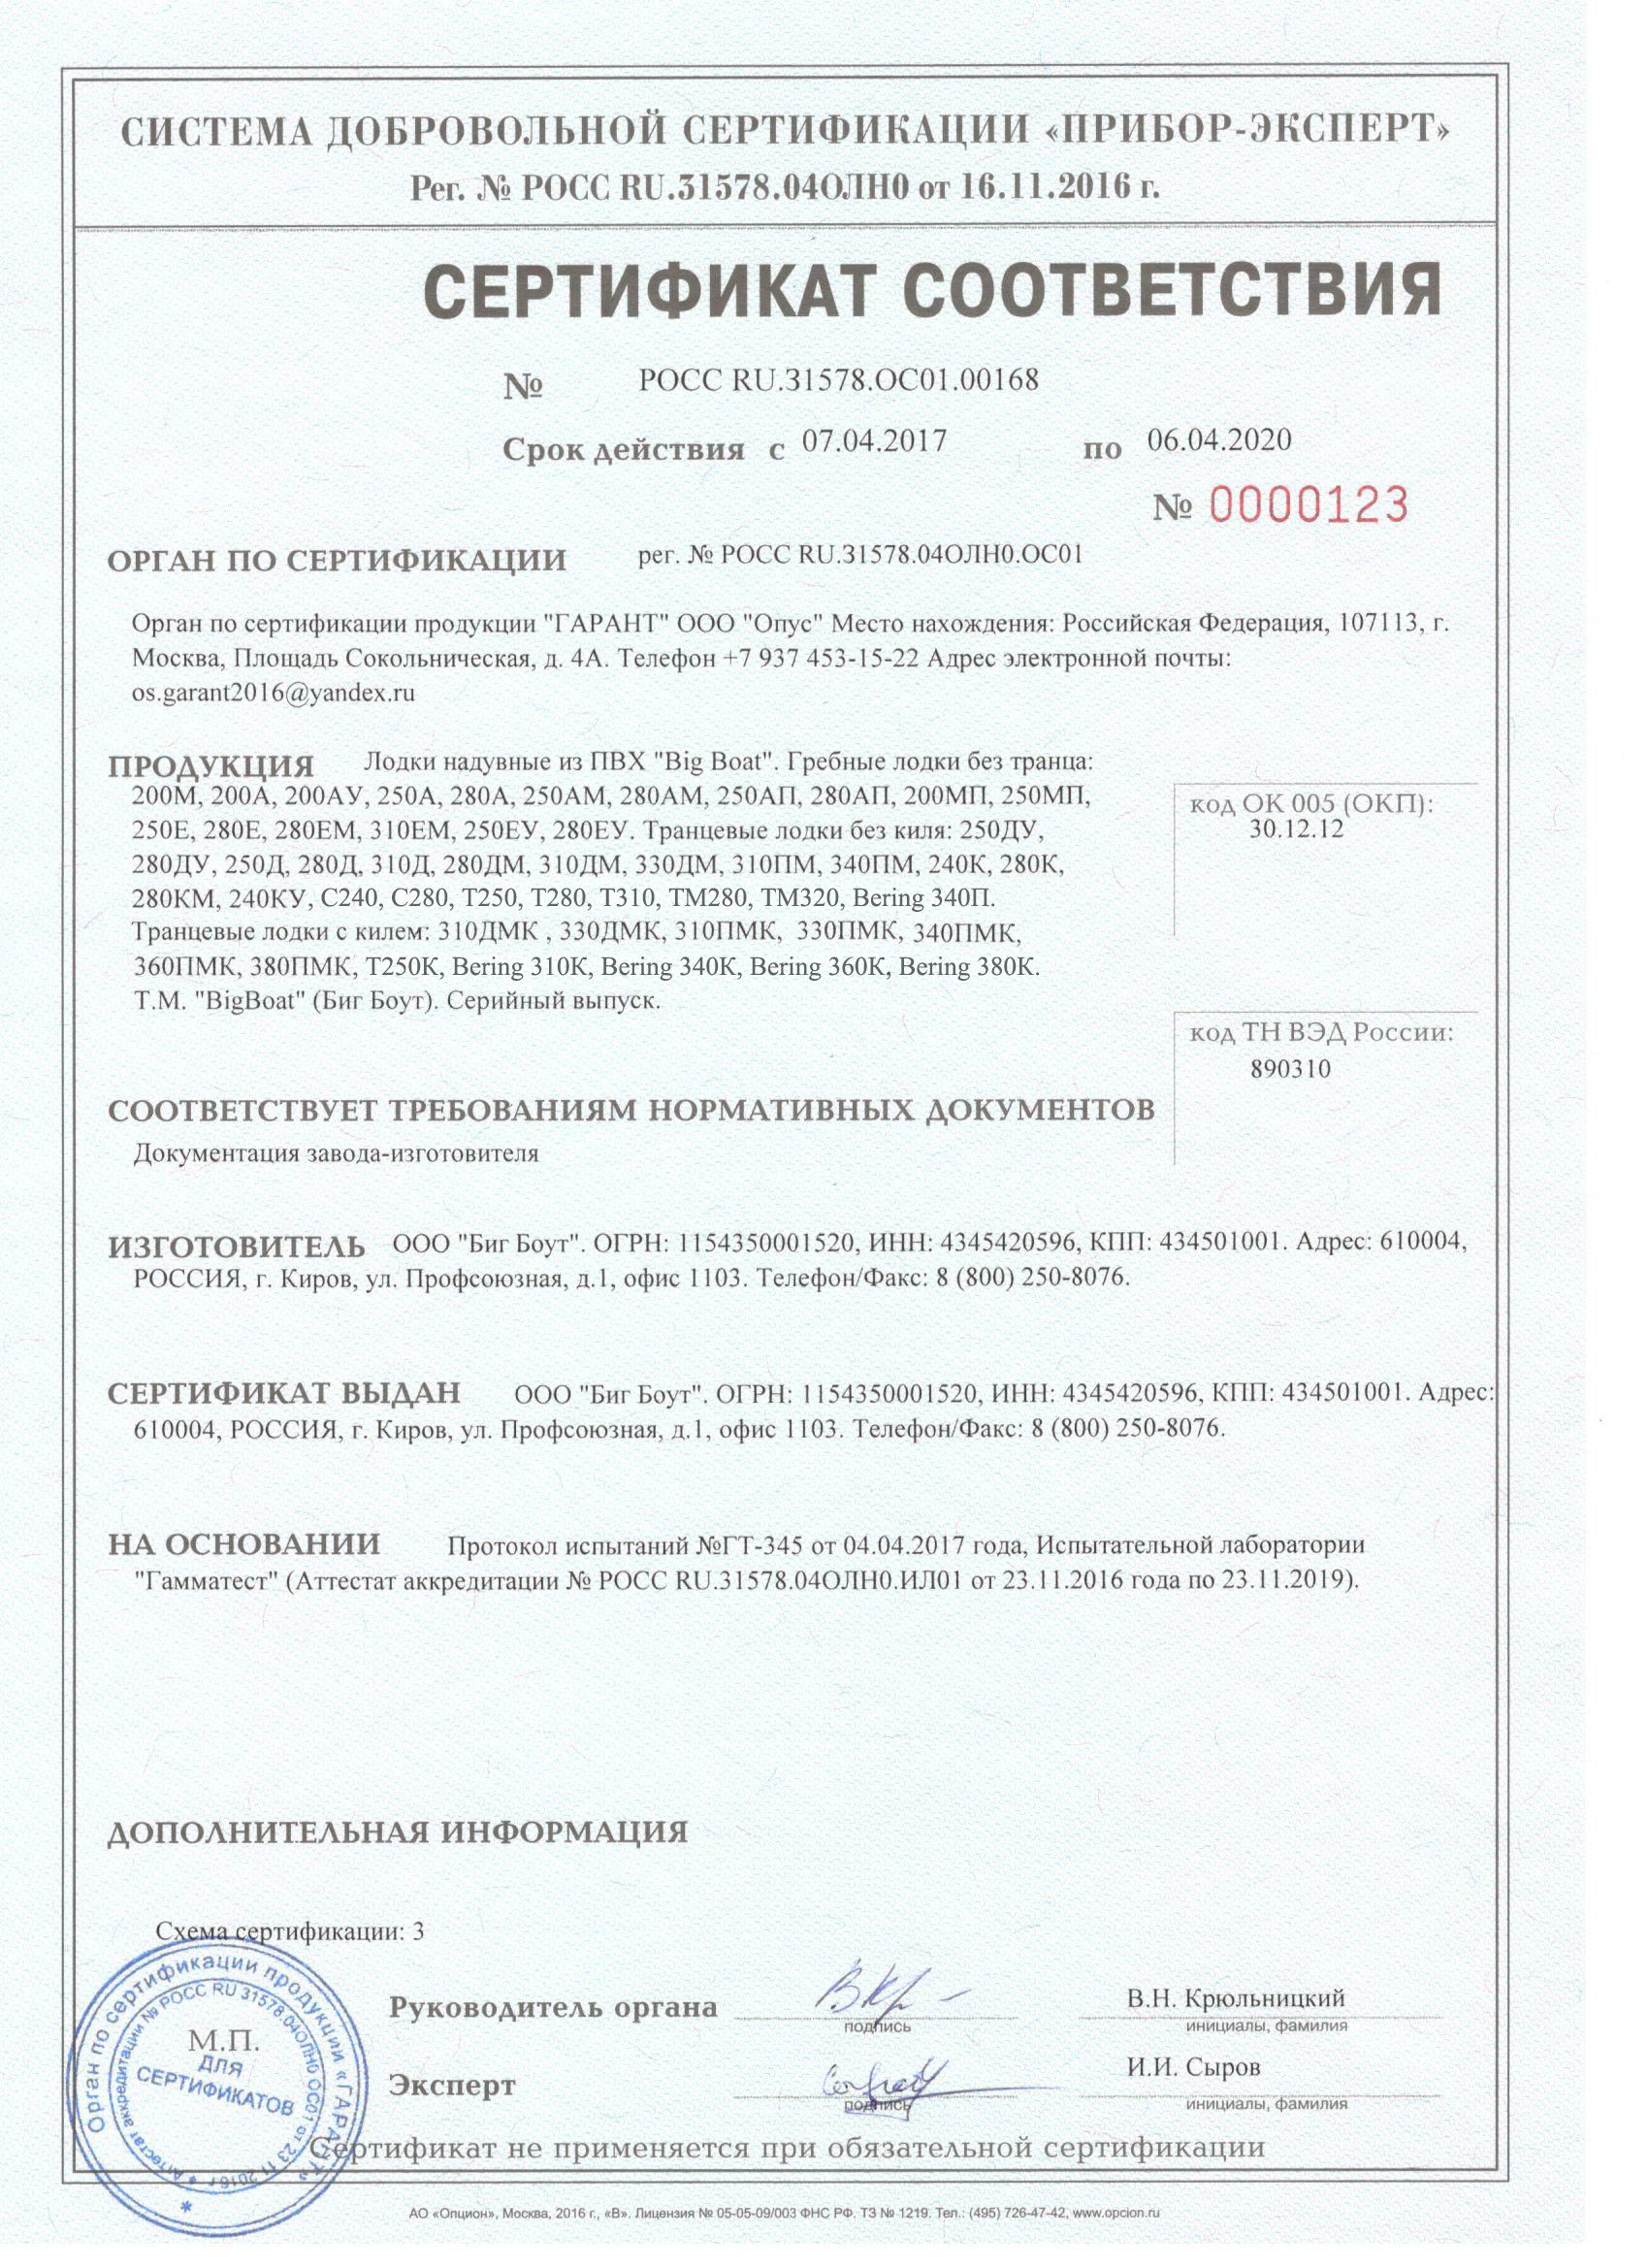 СИСТЕМА ДОБРОВОЛЬНОЙ СЕРТИФИКАЦИИ «ПРИБОР-ЭКСПЕРТ»
Рег. № РОСС RU.31578.04ОЛН0 от 16.11.2016 г.
СЕРТИФИКАТ СООТВЕТСТВИЯ
№ РОСС RU.31578.ОС01.00168
Срок действия с 07.04.2017 по 06.04.2020
№ 0000123
ОРГАН ПО СЕРТИФИКАЦИИ рег. № РОСС RU.31578.04ОЛН0.ОС01
Орган по сертификации продукции "ГАРАНТ" ООО "Опус" Место нахождения: Российская Федерация, 107113, г.
Москва, Площадь Сокольническая, д. 4А. Телефон +7 937 453-15-22 Адрес электронной почты:
os.garant2016@yandex.ru
ПРОДУКЦИЯ Лодки надувные из ПВХ "Big Boat". Гребные лодки без транца:
200М, 200А, 200АУ, 250А, 280А, 250АМ, 280АМ, 250АП, 280АП, 200МП, 250МП,
250Е, 280Е, 280ЕМ, 310ЕМ, 250ЕУ, 280ЕУ. Транцевые лодки без киля: 250ДУ,
280ДУ, 250Д, 280Д, 310Д, 280ДМ, 310ДМ, 330ДМ, 310ПМ, 340ПМ, 240К, 280К,
280КМ, 240КУ, С240, С280, Т250, Т280, Т310, ТМ280, ТМ320, Bering 340П.
Транцевые лодки с килем: 310ДМК , 330ДМК, 310ПМК, 330ПМК, 340ПМК,
360ПМК, 380ПМК, Т250К, Bering 310К, Bering 340К, Bering 360К, Bering 380К.
Т.М. "BigBoat" (Биг Боут). Серийный выпуск.
код ОК 005 (ОКП):
30.12.12
код ТН ВЭД России:
890310
СООТВЕТСТВУЕТ ТРЕБОВАНИЯМ НОРМАТИВНЫХ ДОКУМЕНТОВ
Документация завода-изготовителя
ИЗГОТОВИТЕЛЬ ООО "Биг Боут". ОГРН: 1154350001520, ИНН: 4345420596, КПП: 434501001. Адрес: 610004,
РОССИЯ, г. Киров, ул. Профсоюзная, д.1, офис 1103. Телефон/Факс: 8 (800) 250-8076.
СЕРТИФИКАТ ВЫДАН ООО "Биг Боут". ОГРН: 1154350001520, ИНН: 4345420596, КПП: 434501001. Адрес:
610004, РОССИЯ, г. Киров, ул. Профсоюзная, д.1, офис 1103. Телефон/Факс: 8 (800) 250-8076.
НА ОСНОВАНИИ Протокол испытаний №ГТ-345 от 04.04.2017 года, Испытательной лаборатории
"Гамматест" (Аттестат аккредитации № РОСС RU.31578.04ОЛН0.ИЛ01 от 23.11.2016 года по 23.11.2019).
ДОПОЛНИТЕЛЬНАЯ ИНФОРМАЦИЯ
Схема сертификации: 3
Орган по сертификации продукции «ГАРАНТ»
Аттестат аккредитации № РОСС RU 31578.04ОЛН0 ОС01 от 23 11 2016 г
М.П.
ДЛЯ
СЕРТИФИКАТОВ
Руководитель органа
подпись
В.Н. Крюльницкий
инициалы, фамилия
Эксперт
подпись
И.И. Сыров
инициалы, фамилия
Сертификат не применяется при обязательной сертификации
АО «Опцион», Москва, 2016 г., «В». Лицензия № 05-05-09/003 ФНС РФ. ТЗ № 1219. Тел.: (495) 726-47-42, www.opcion.ru